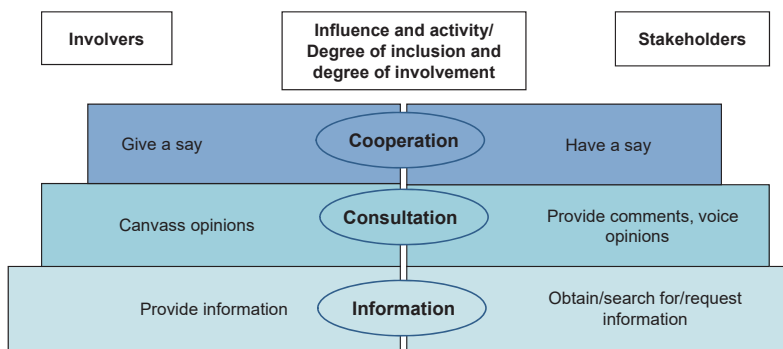 Involvers
Influence and activity/
Degree of inclusion and
degree of involvement
Stakeholders
Give a say
Cooperation
Have a say
Canvass opinions
Consultation
Provide comments, voice
opinions
Provide information
Information
Obtain/search for/request
information